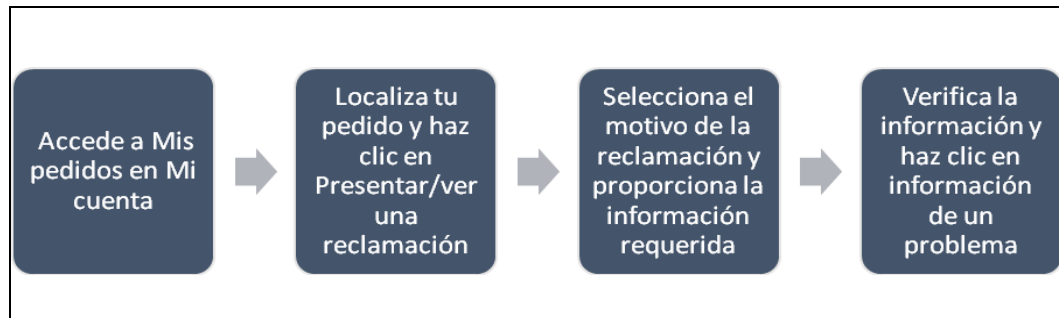 Accede a Mis
pedidos en Mi
cuenta
Localiza tu
pedido y haz
clic en
Presentar/ver
una
reclamación
Selecciona el
motivo de la
reclamación y
proporciona la
información
requerida
Verifica la
información y
haz clic en
información
de un
problema